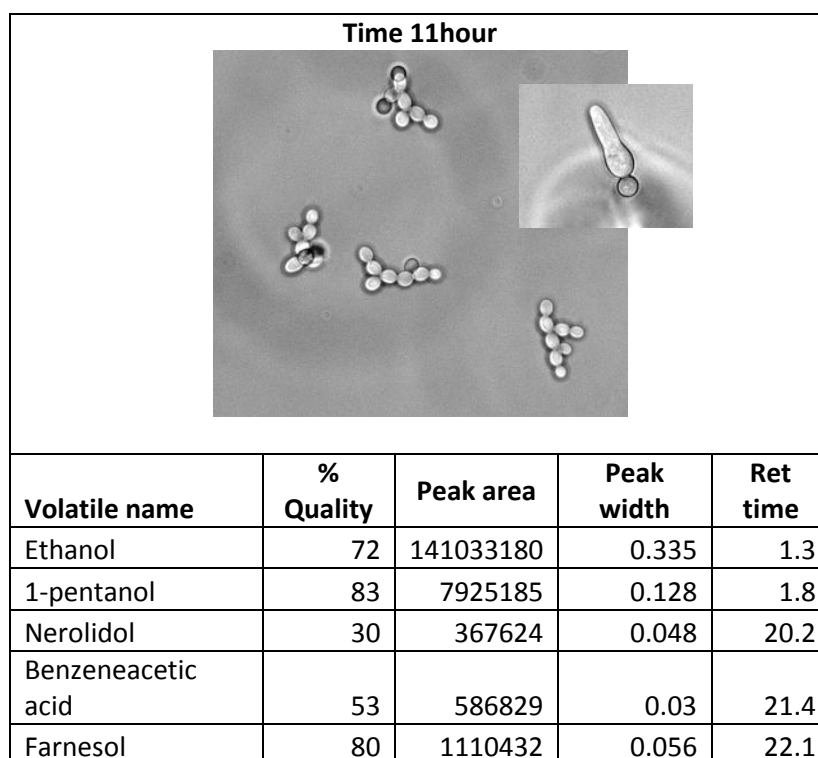 Time 11hour
Volatile name % Quality Peak area Peak width Ret time
Ethanol 72 141033180 0.335 1.3
1-pentanol 83 7925185 0.128 1.8
Nerolidol 30 367624 0.048 20.2
Benzeneacetic acid 53 586829 0.03 21.4
Farnesol 80 1110432 0.056 22.1